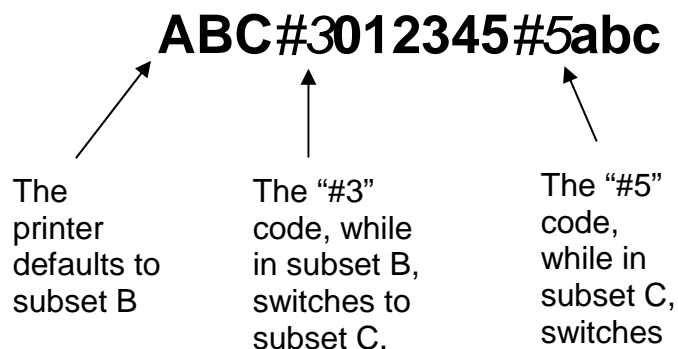 ABC#3012345#5abc
The
printer
defaults to
subset B
The “#3”
code, while
in subset B,
switches to
subset C.
The “#5”
code,
while in
subset C,
switches